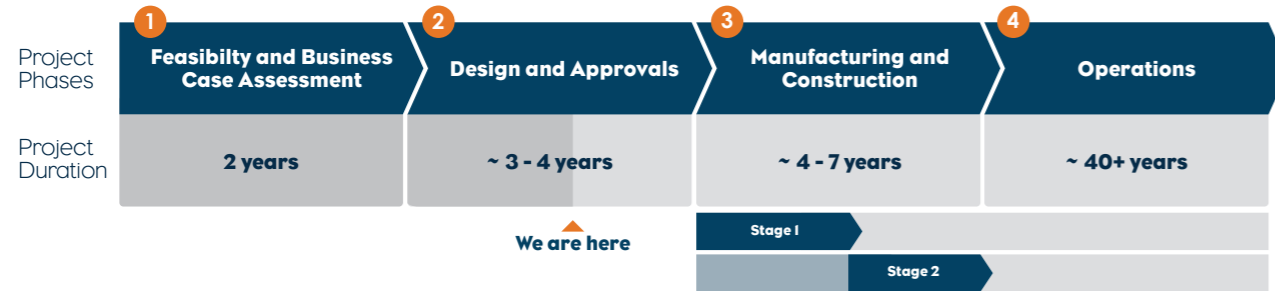 1
2
3
4
Project
Phases
Feasibilty and Business
Case Assessment
Design and Approvals
Manufacturing and
Construction
Operations
Project
Duration
2 years
~ 3 - 4 years
~ 4 - 7 years
~ 40+ years
We are here
Stage 1
Stage 2